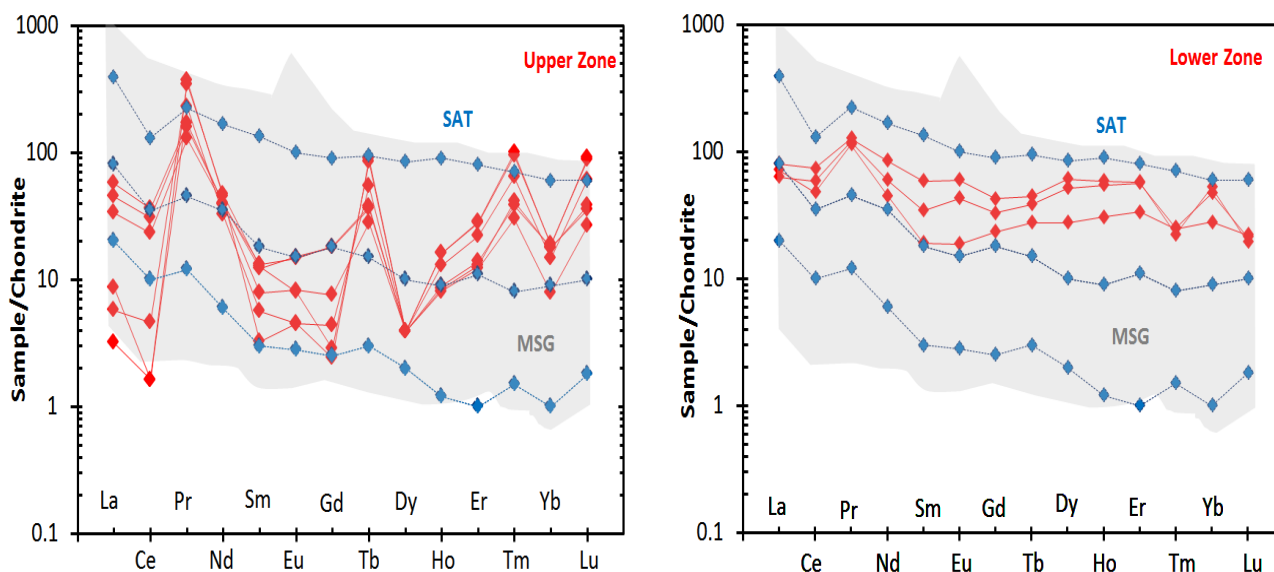 1000
100
10
1
0.1
Sample/Chondrite
Upper Zone
SAT
MSG
La Pr Sm Gd Dy Er Yb
Ce Nd Eu Tb Ho Tm Lu
1000
100
10
1
0.1
Sample/Chondrite
Lower Zone
SAT
MSG
La Pr Sm Gd Dy Er Yb
Ce Nd Eu Tb Ho Tm Lu